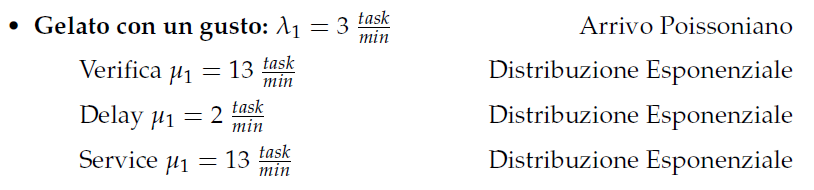 • Gelato con un gusto: λ₁ = 3 task/min Arrivo Poissoniano
Verifica μ₁ = 13 task/min Distribuzione Esponenziale
Delay μ₁ = 2 task/min Distribuzione Esponenziale
Service μ₁ = 13 task/min Distribuzione Esponenziale